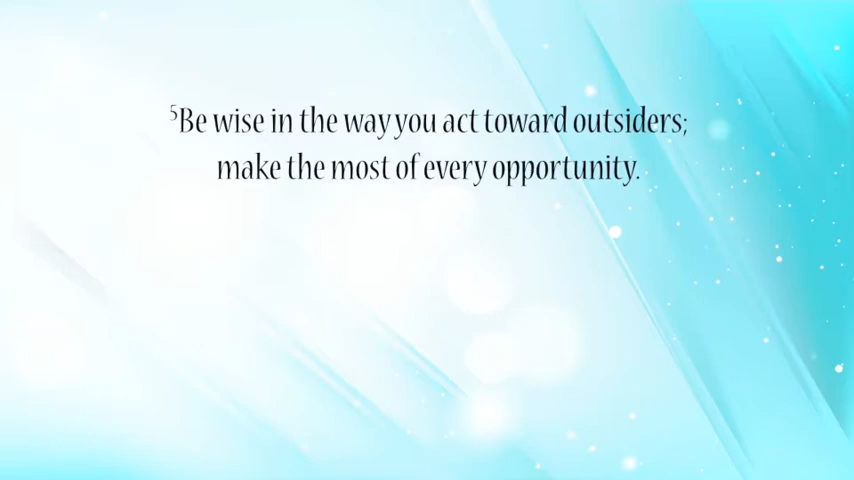 ⁵Be wise in the way you act toward outsiders;
make the most of every opportunity.